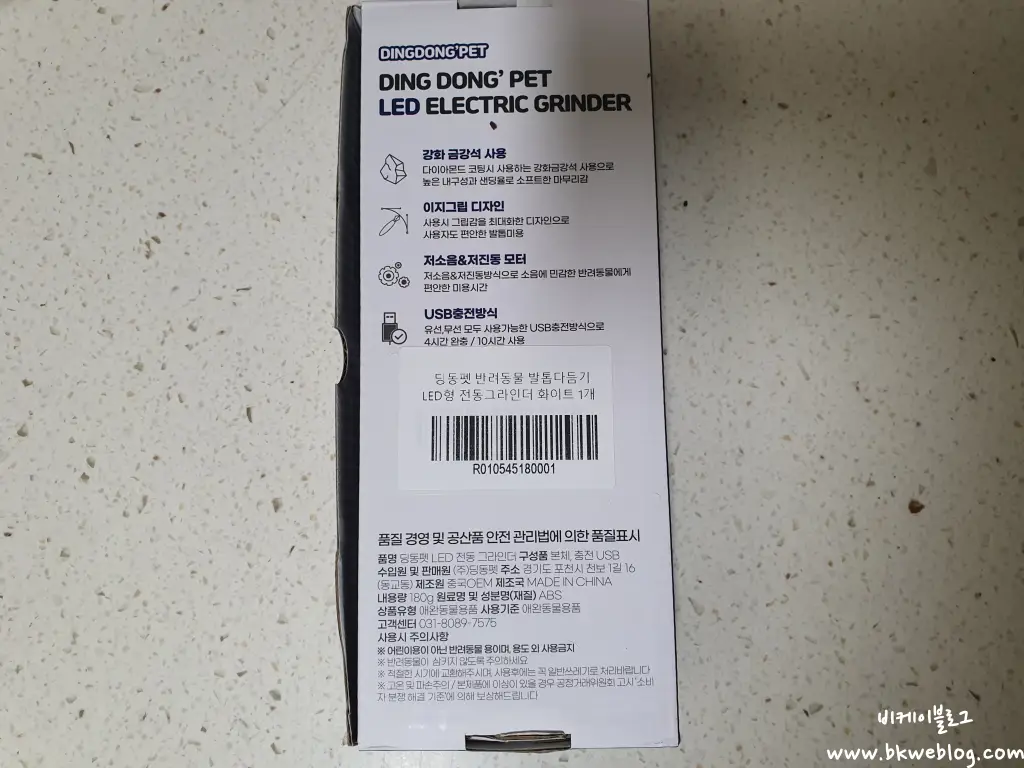 DINGDONG'PET
DING DONG' PET
LED ELECTRIC GRINDER
강화 금강석 사용
다이아몬드 코팅시 사용하는 강화금강석 사용으로
높은 내구성과 샌딩율로 소프트한 마무리감
이지그립 디자인
사용시 그립감을 최대화한 디자인으로
사용자도 편안한 발톱미용
저소음&저진동 모터
저소음&저진동방식으로 소음에 민감한 반려동물에게
편안한 미용시간
USB충전방식
유선,무선 모두 사용가능한 USB충전방식으로
4시간 완충 / 10시간 사용
딩동펫 반려동물 발톱다듬기
LED형 전동그라인더 화이트 1개
R010545180001
품질 경영 및 공산품 안전 관리법에 의한 품질표시
품명 딩동펫 LED 전동 그라인더 구성품 본체, 충전 USB
수입원 및 판매원 (주)딩동펫 주소 경기도 포천시 천보 1길 16
(동교동) 제조원 중국OEM 제조국 MADE IN CHINA
내용량 180g 원료명 및 성분명(재질) ABS
상품유형 애완동물용품 사용기준 애완동물용품
고객센터 031-8089-7575
사용시 주의사항
※ 어린이용이 아닌 반려동물 용이며, 용도 외 사용금지
※ 반려동물이 삼키지 않도록 주의하세요
※ 적절한 시기에 교환해주시며, 사용후에는 꼭 일반쓰레기로 처리바랍니다
※ 고온 및 파손주의 / 본제품에 이상이 있을 경우 공정거래위원회 고시 '소비
자 분쟁 해결 기준'에 의해 보상해드립니다
비케이블로그
www.bkweblog.com